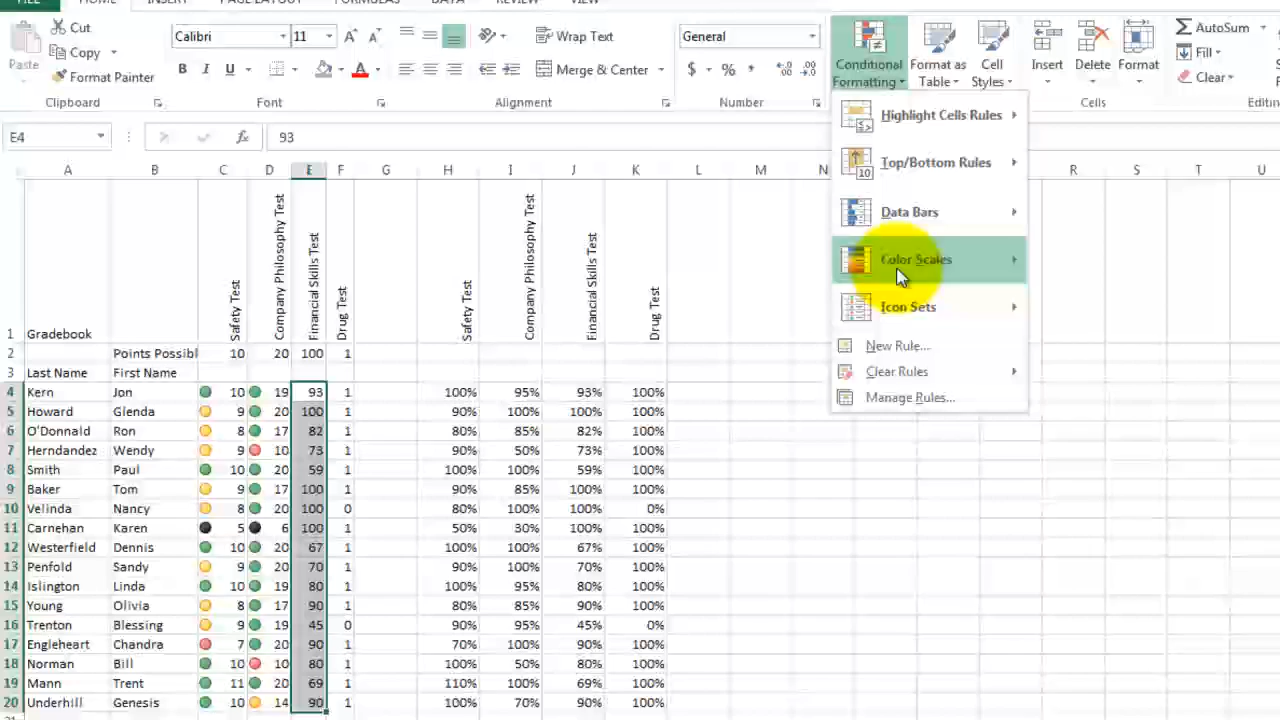 FILE HOME INSERT PAGE LAYOUT FORMULAS DATA REVIEW VIEW
Cut
Copy
Format Painter
Paste
Clipboard
Calibri 11
A A
B I U A
Font
Wrap Text
Merge & Center
Alignment
General
$ % , .00
Number
Conditional Formatting
Format as Table
Cell Styles
Insert
Delete
Format
Cells
AutoSum
Fill
Clear
E4 fx 93
Highlight Cells Rules
Top/Bottom Rules
Data Bars
Color Scales
Icon Sets
New Rule...
Clear Rules
Manage Rules...
A B C D E F G H I J K L M N R S T U
1 Gradebook Safety Test Company Philosophy Test Financial Skills Test Drug Test Safety Test Company Philosophy Test Financial Skills Test Drug Test
2 Points Possibl 10 20 100 1
3 Last Name First Name
4 Kern Jon 10 19 93 1 100% 95% 93% 100%
5 Howard Glenda 9 20 100 1 90% 100% 100% 100%
6 O'Donnald Ron 8 17 82 1 80% 85% 82% 100%
7 Herndandez Wendy 9 10 73 1 90% 50% 73% 100%
8 Smith Paul 10 20 59 1 100% 100% 59% 100%
9 Baker Tom 9 17 100 1 90% 85% 100% 100%
10 Velinda Nancy 8 20 100 0 80% 100% 100% 0%
11 Carnehan Karen 5 6 100 1 50% 30% 100% 100%
12 Westerfield Dennis 10 20 67 1 100% 100% 67% 100%
13 Penfold Sandy 9 20 70 1 90% 100% 70% 100%
14 Islington Linda 10 19 80 1 100% 95% 80% 100%
15 Young Olivia 8 17 90 1 80% 85% 90% 100%
16 Trenton Blessing 9 19 45 0 90% 95% 45% 0%
17 Engleheart Chandra 7 20 90 1 70% 100% 90% 100%
18 Norman Bill 10 10 80 1 100% 50% 80% 100%
19 Mann Trent 11 20 69 1 110% 100% 69% 100%
20 Underhill Genesis 10 14 90 1 100% 70% 90% 100%